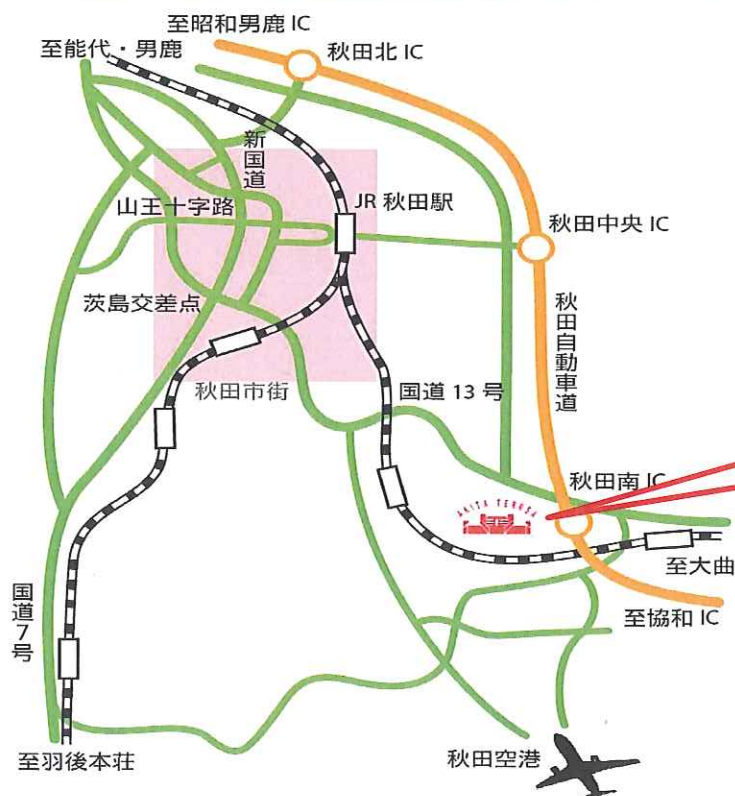 至昭和男鹿 IC
至能代・男鹿
秋田北 IC
新国道
山王十字路
JR 秋田駅
秋田中央 IC
茨島交差点
秋田自動車道
秋田市街
国道 13 号
秋田南 IC
AKITA TERRSA
至大曲
国道7号
至協和 IC
至羽後本荘
秋田空港